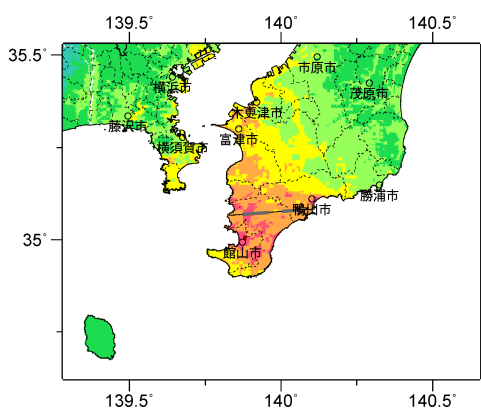 139.5° 140° 140.5°
35.5°
市原市
横浜市
茂原市
木更津市
藤沢市
富津市
横須賀市
勝浦市
鴨川市
35°
館山市
139.5° 140° 140.5°